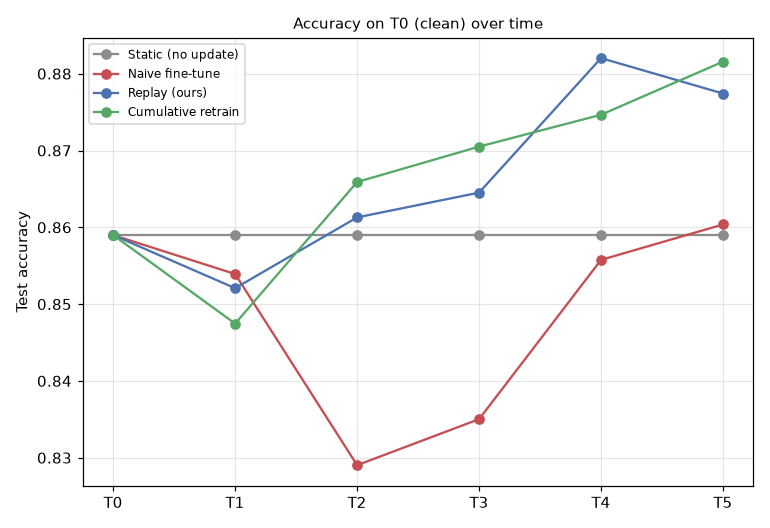 Accuracy on T0 (clean) over time
Static (no update)
Naive fine-tune
Replay (ours)
Cumulative retrain
Test accuracy
0.88
0.87
0.86
0.85
0.84
0.83
T0 T1 T2 T3 T4 T5